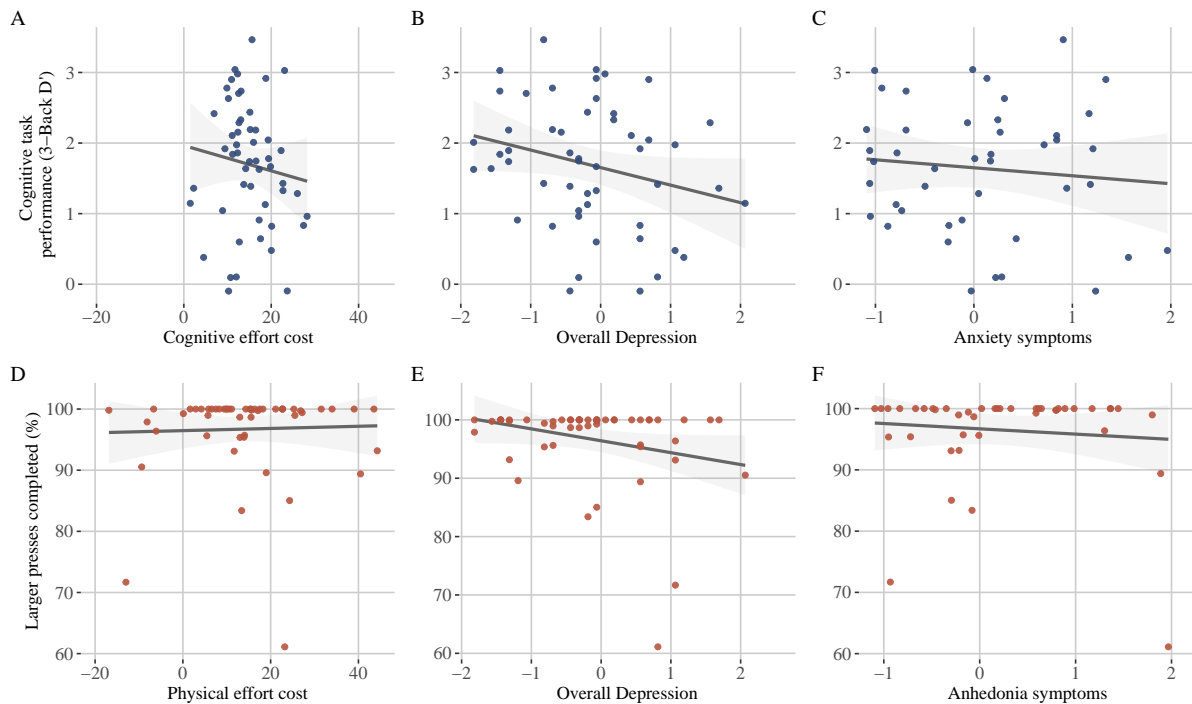 A
B
C
Cognitive task
performance (3−Back D')
3
2
1
0
−20 0 20 40
Cognitive effort cost
3
2
1
0
−2 −1 0 1 2
Overall Depression
3
2
1
0
−1 0 1 2
Anxiety symptoms
D
E
F
Larger presses completed (%)
100
90
80
70
60
−20 0 20 40
Physical effort cost
100
90
80
70
60
−2 −1 0 1 2
Overall Depression
100
90
80
70
60
−1 0 1 2
Anhedonia symptoms